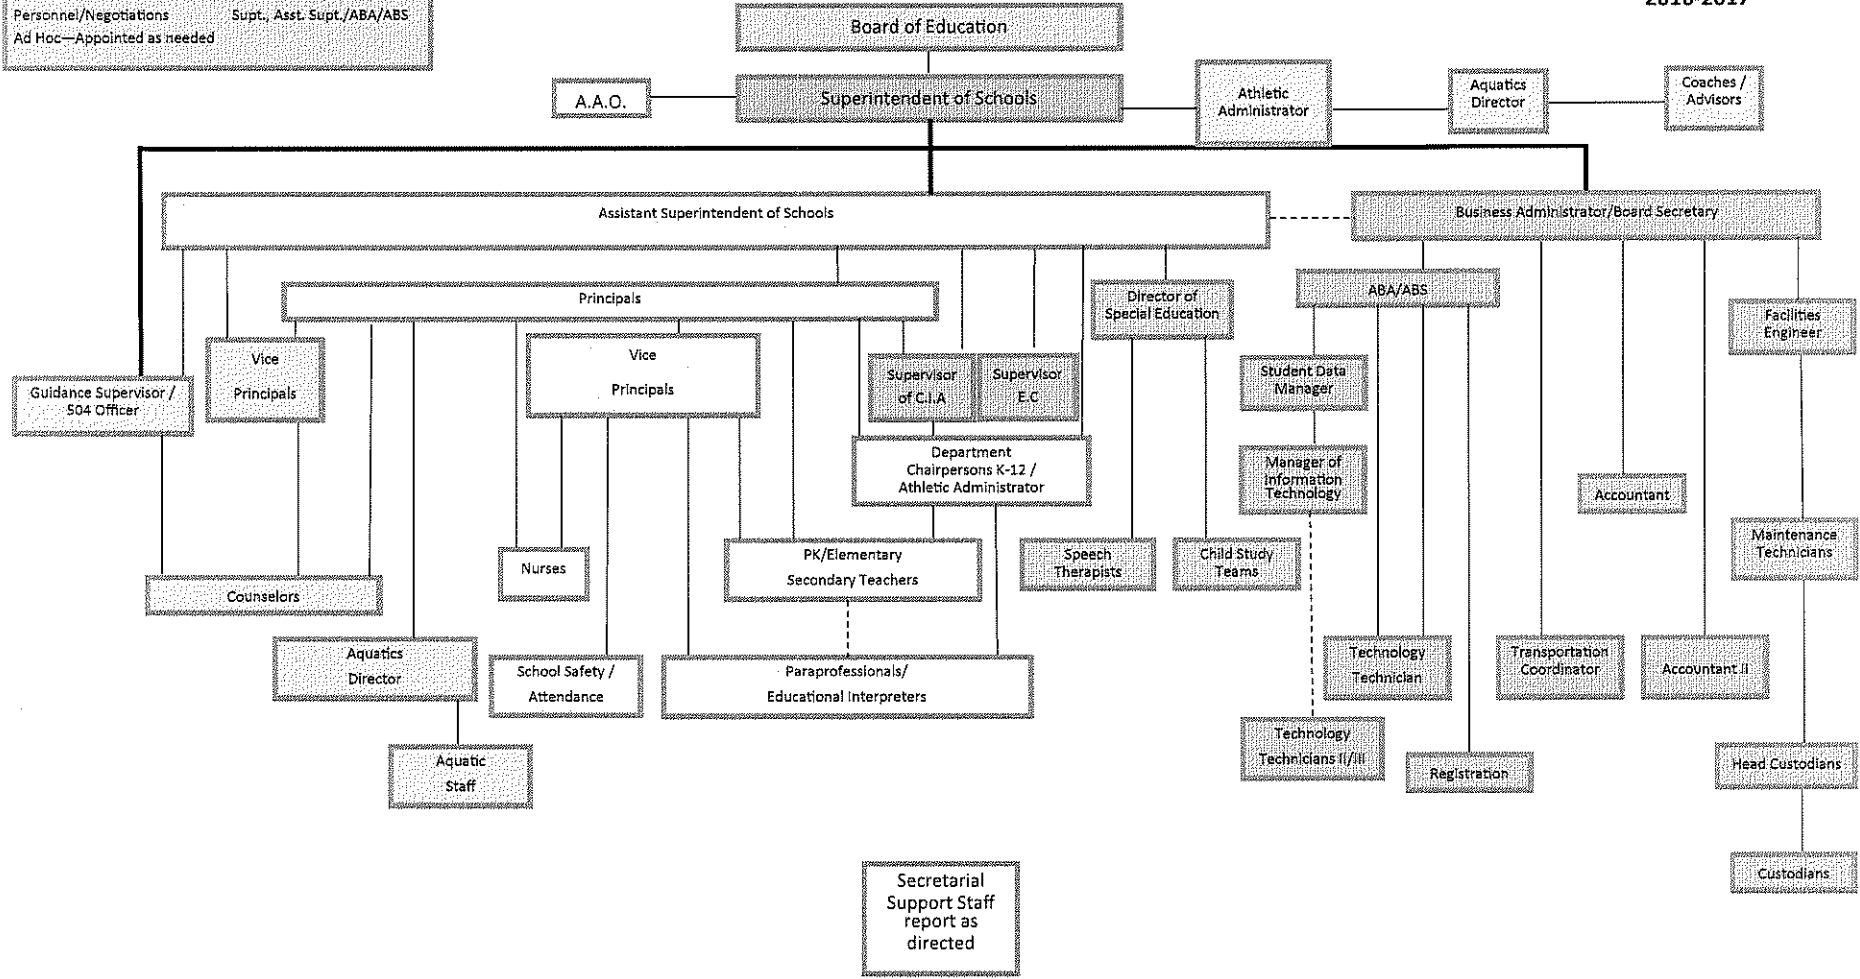 Personnel/Negotiations Supt., Asst. Supt./ABA/ABS
Ad Hoc—Appointed as needed
Board of Education
A.A.O.
Superintendent of Schools
Athletic
Administrator
Aquatics
Director
Coaches /
Advisors
Assistant Superintendent of Schools
Business Administrator/Board Secretary
Principals
Director of
Special Education
ABA/ABS
Facilities
Engineer
Vice
Principals
Vice
Principals
Supervisor
of C.I.A
Supervisor
E.C
Student Data
Manager
Guidance Supervisor /
504 Officer
Department
Chairpersons K-12 /
Athletic Administrator
Manager of
Information
Technology
Accountant
Nurses
PK/Elementary
Secondary Teachers
Speech
Therapists
Child Study
Teams
Maintenance
Technicians
Counselors
Aquatics
Director
School Safety /
Attendance
Paraprofessionals/
Educational Interpreters
Technology
Technician
Transportation
Coordinator
Accountant II
Technology
Technicians II/III
Registration
Aquatic
Staff
Head Custodians
Custodians
Secretarial
Support Staff
report as
directed